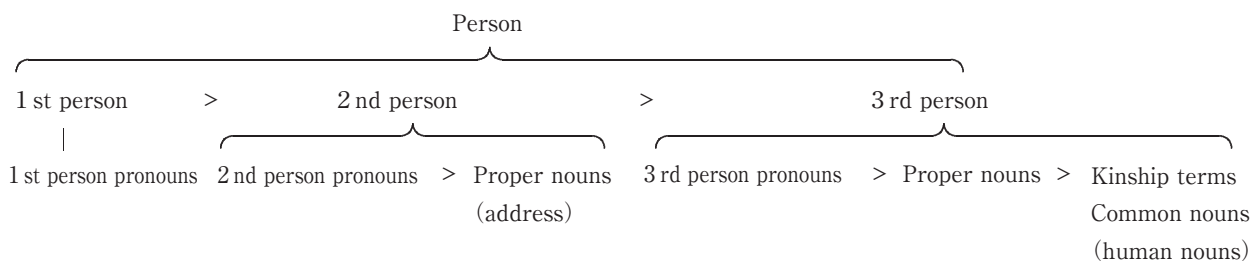 Person
1 st person > 2 nd person > 3 rd person
1 st person pronouns 2 nd person pronouns > Proper nouns 3 rd person pronouns > Proper nouns > Kinship terms
(address) Common nouns
(human nouns)